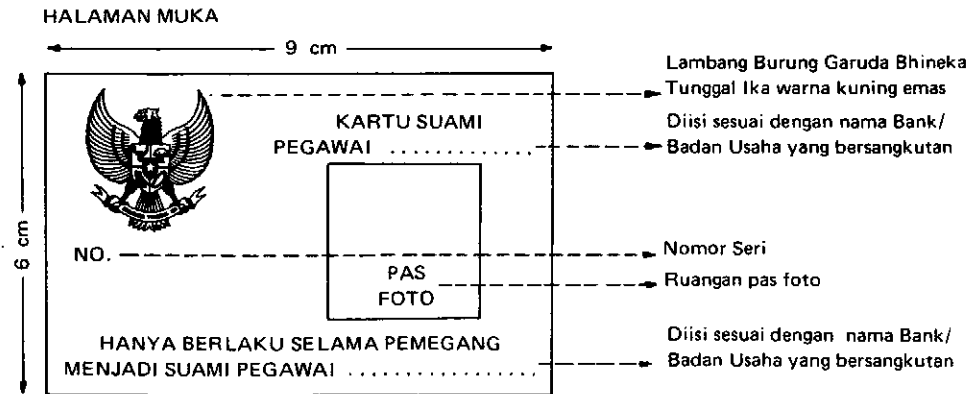 HALAMAN MUKA
9 cm
6 cm
KARTU SUAMI
PEGAWAI ..............
NO.
PAS
FOTO
HANYA BERLAKU SELAMA PEMEGANG
MENJADI SUAMI PEGAWAI ..................
Lambang Burung Garuda Bhineka
Tunggal Ika warna kuning emas
Diisi sesuai dengan nama Bank/
Badan Usaha yang bersangkutan
Nomor Seri
Ruangan pas foto
Diisi sesuai dengan nama Bank/
Badan Usaha yang bersangkutan